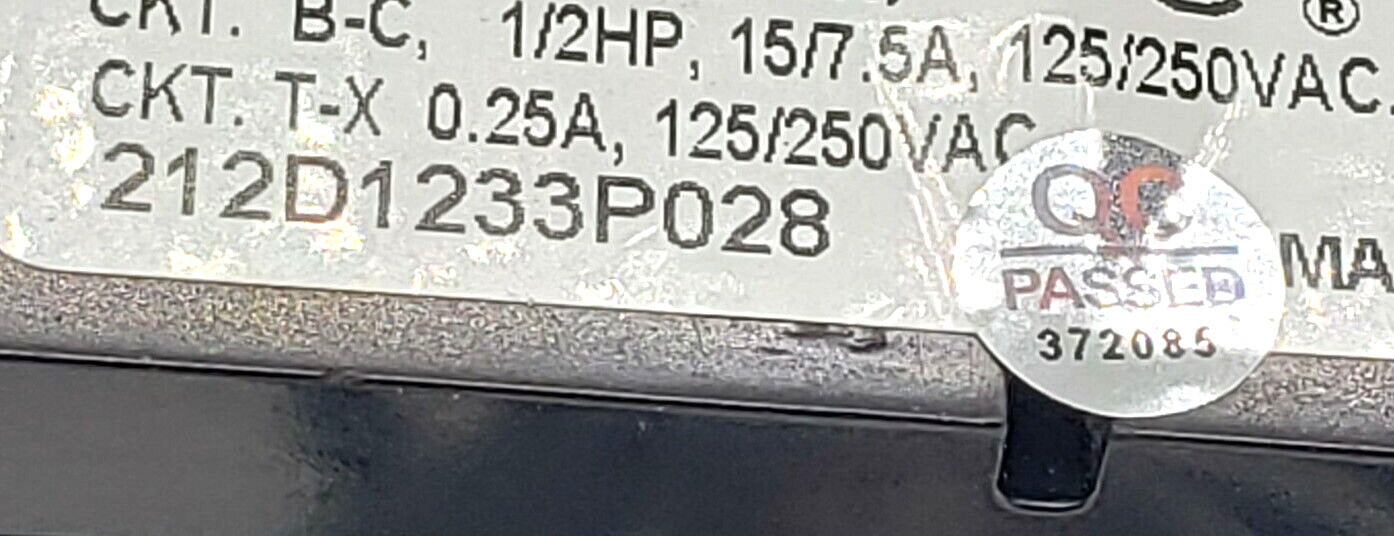 ®
CKT. B-C, 1/2HP, 15/7.5A, 125/250VAC.
CKT. T-X 0.25A, 125/250VAC
212D1233P028
QC
PASSED
372085
MA